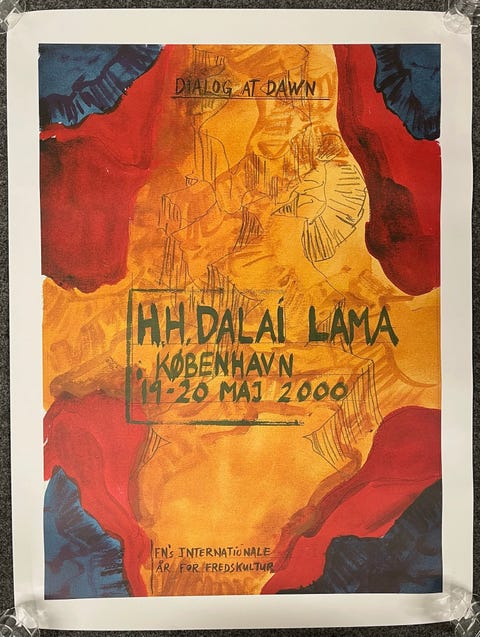 DIALOG AT DAWN
H.H. DALAI LAMA
i KØBENHAVN
19-20 MAJ 2000
FN's INTERNATIONALE
ÅR FOR FREDSKULTUR